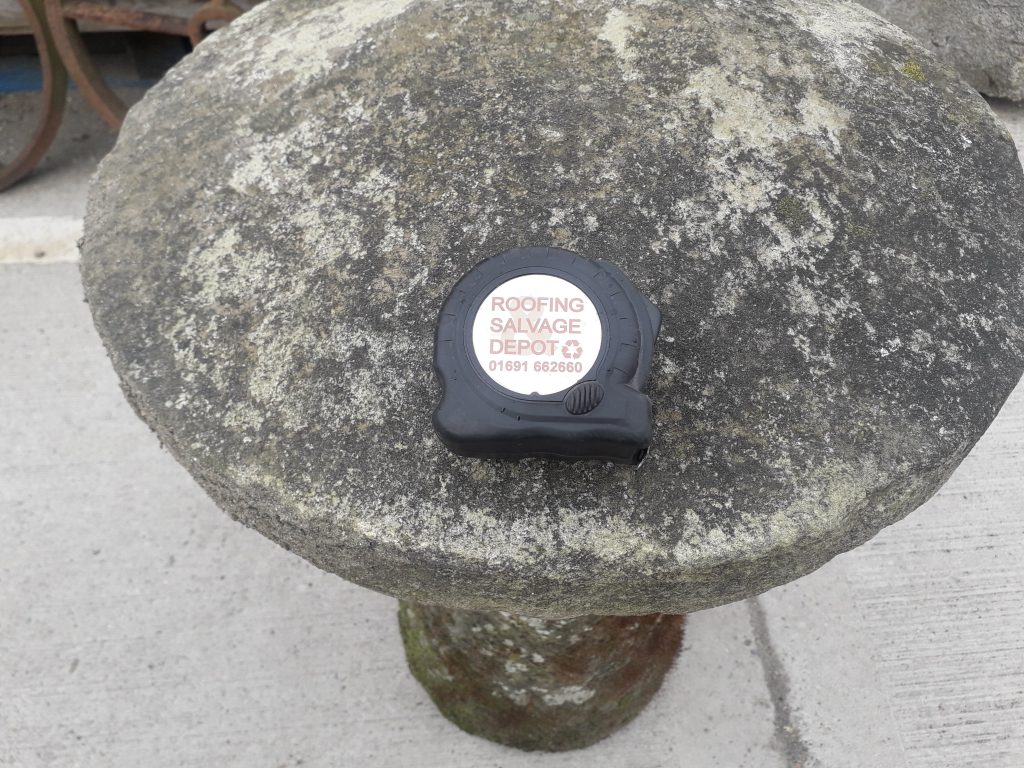 ROOFING
SALVAGE
DEPOT
01691 662660